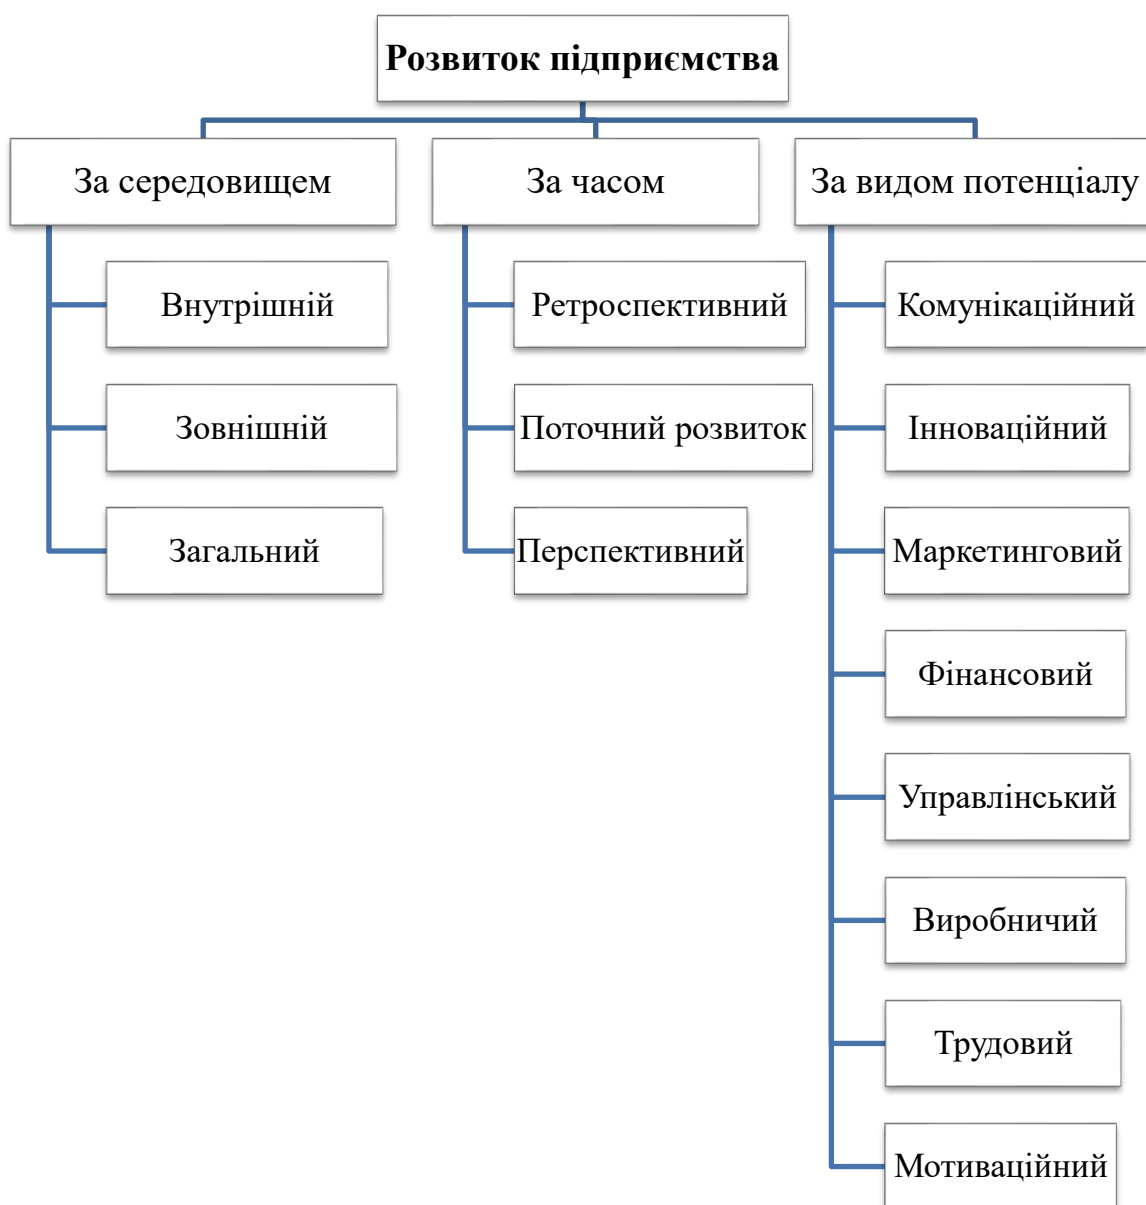 Розвиток підприємства
За середовищем
Внутрішній
Зовнішній
Загальний
За часом
Ретроспективний
Поточний розвиток
Перспективний
За видом потенціалу
Комунікаційний
Інноваційний
Маркетинговий
Фінансовий
Управлінський
Виробничий
Трудовий
Мотиваційний